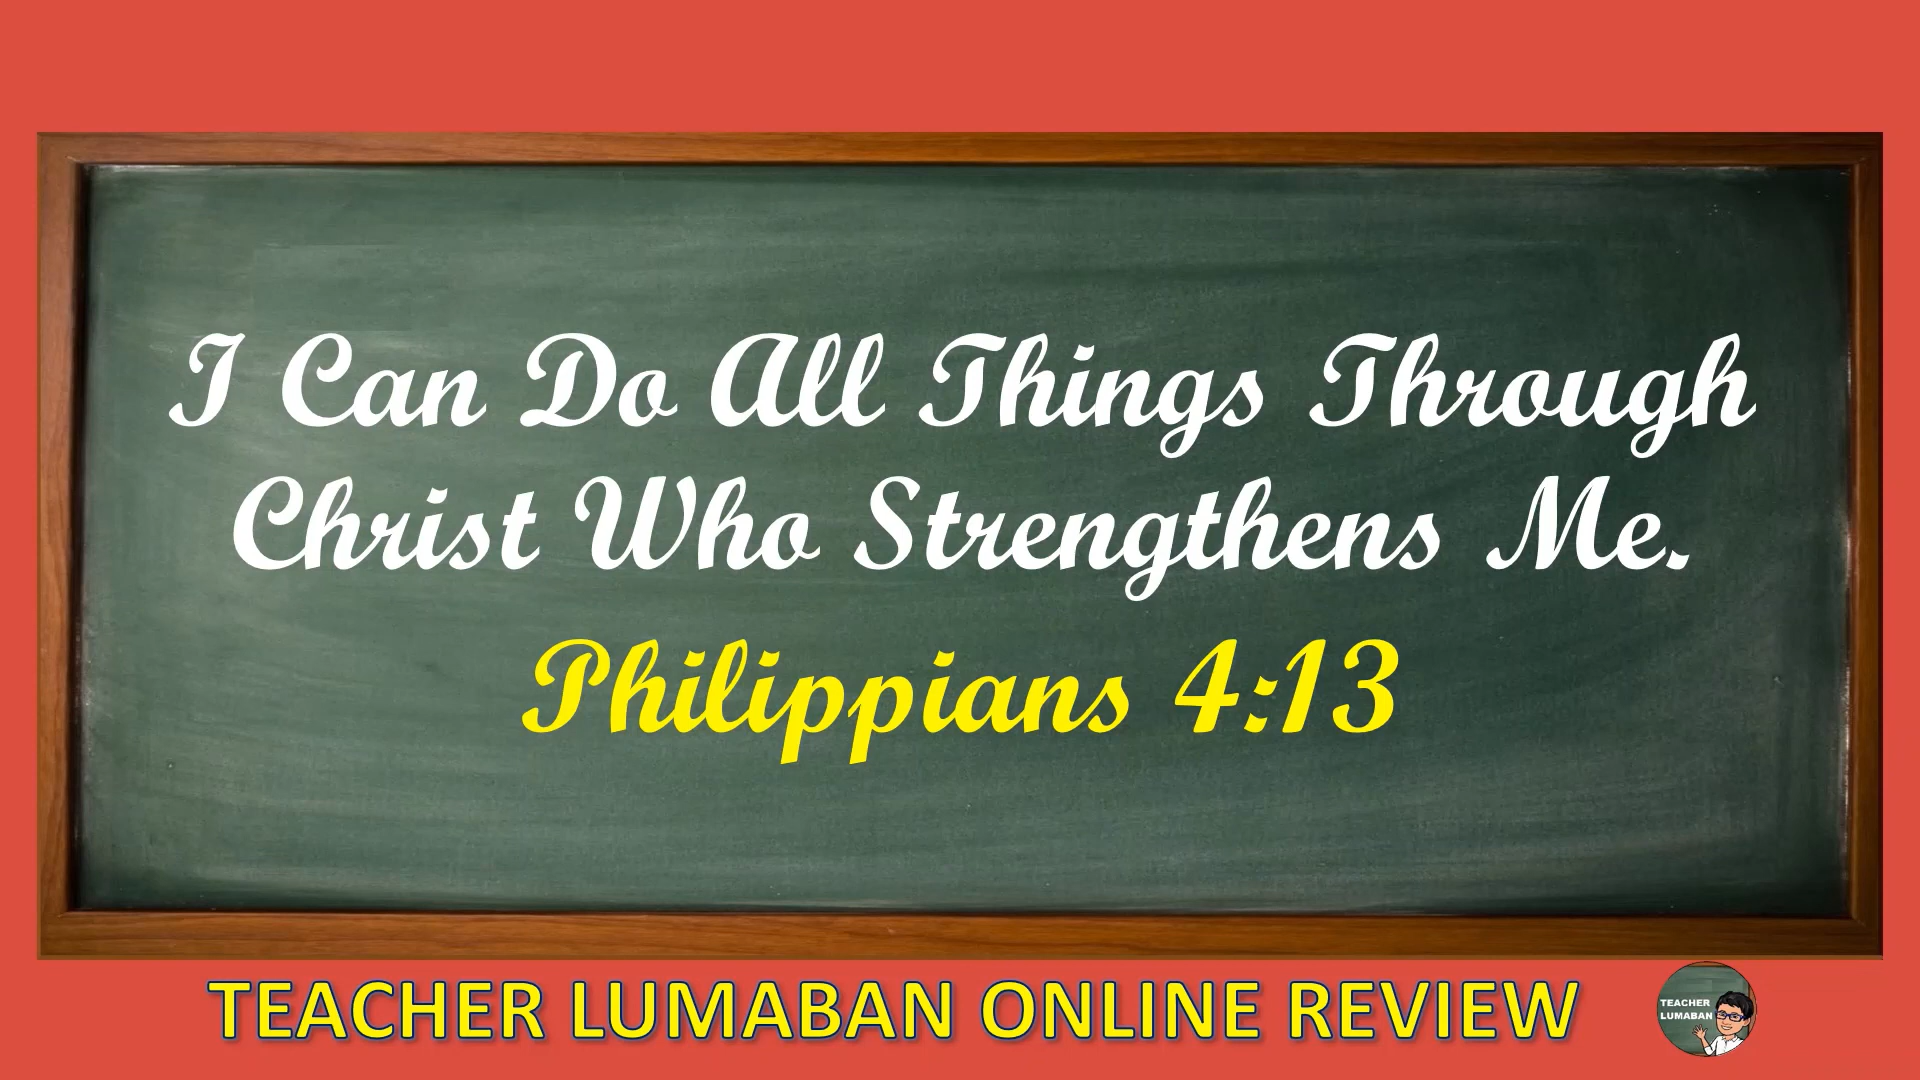 I Can Do All Things Through
Christ Who Strengthens Me.
Philippians 4:13
TEACHER LUMABAN ONLINE REVIEW
TEACHER
LUMABAN